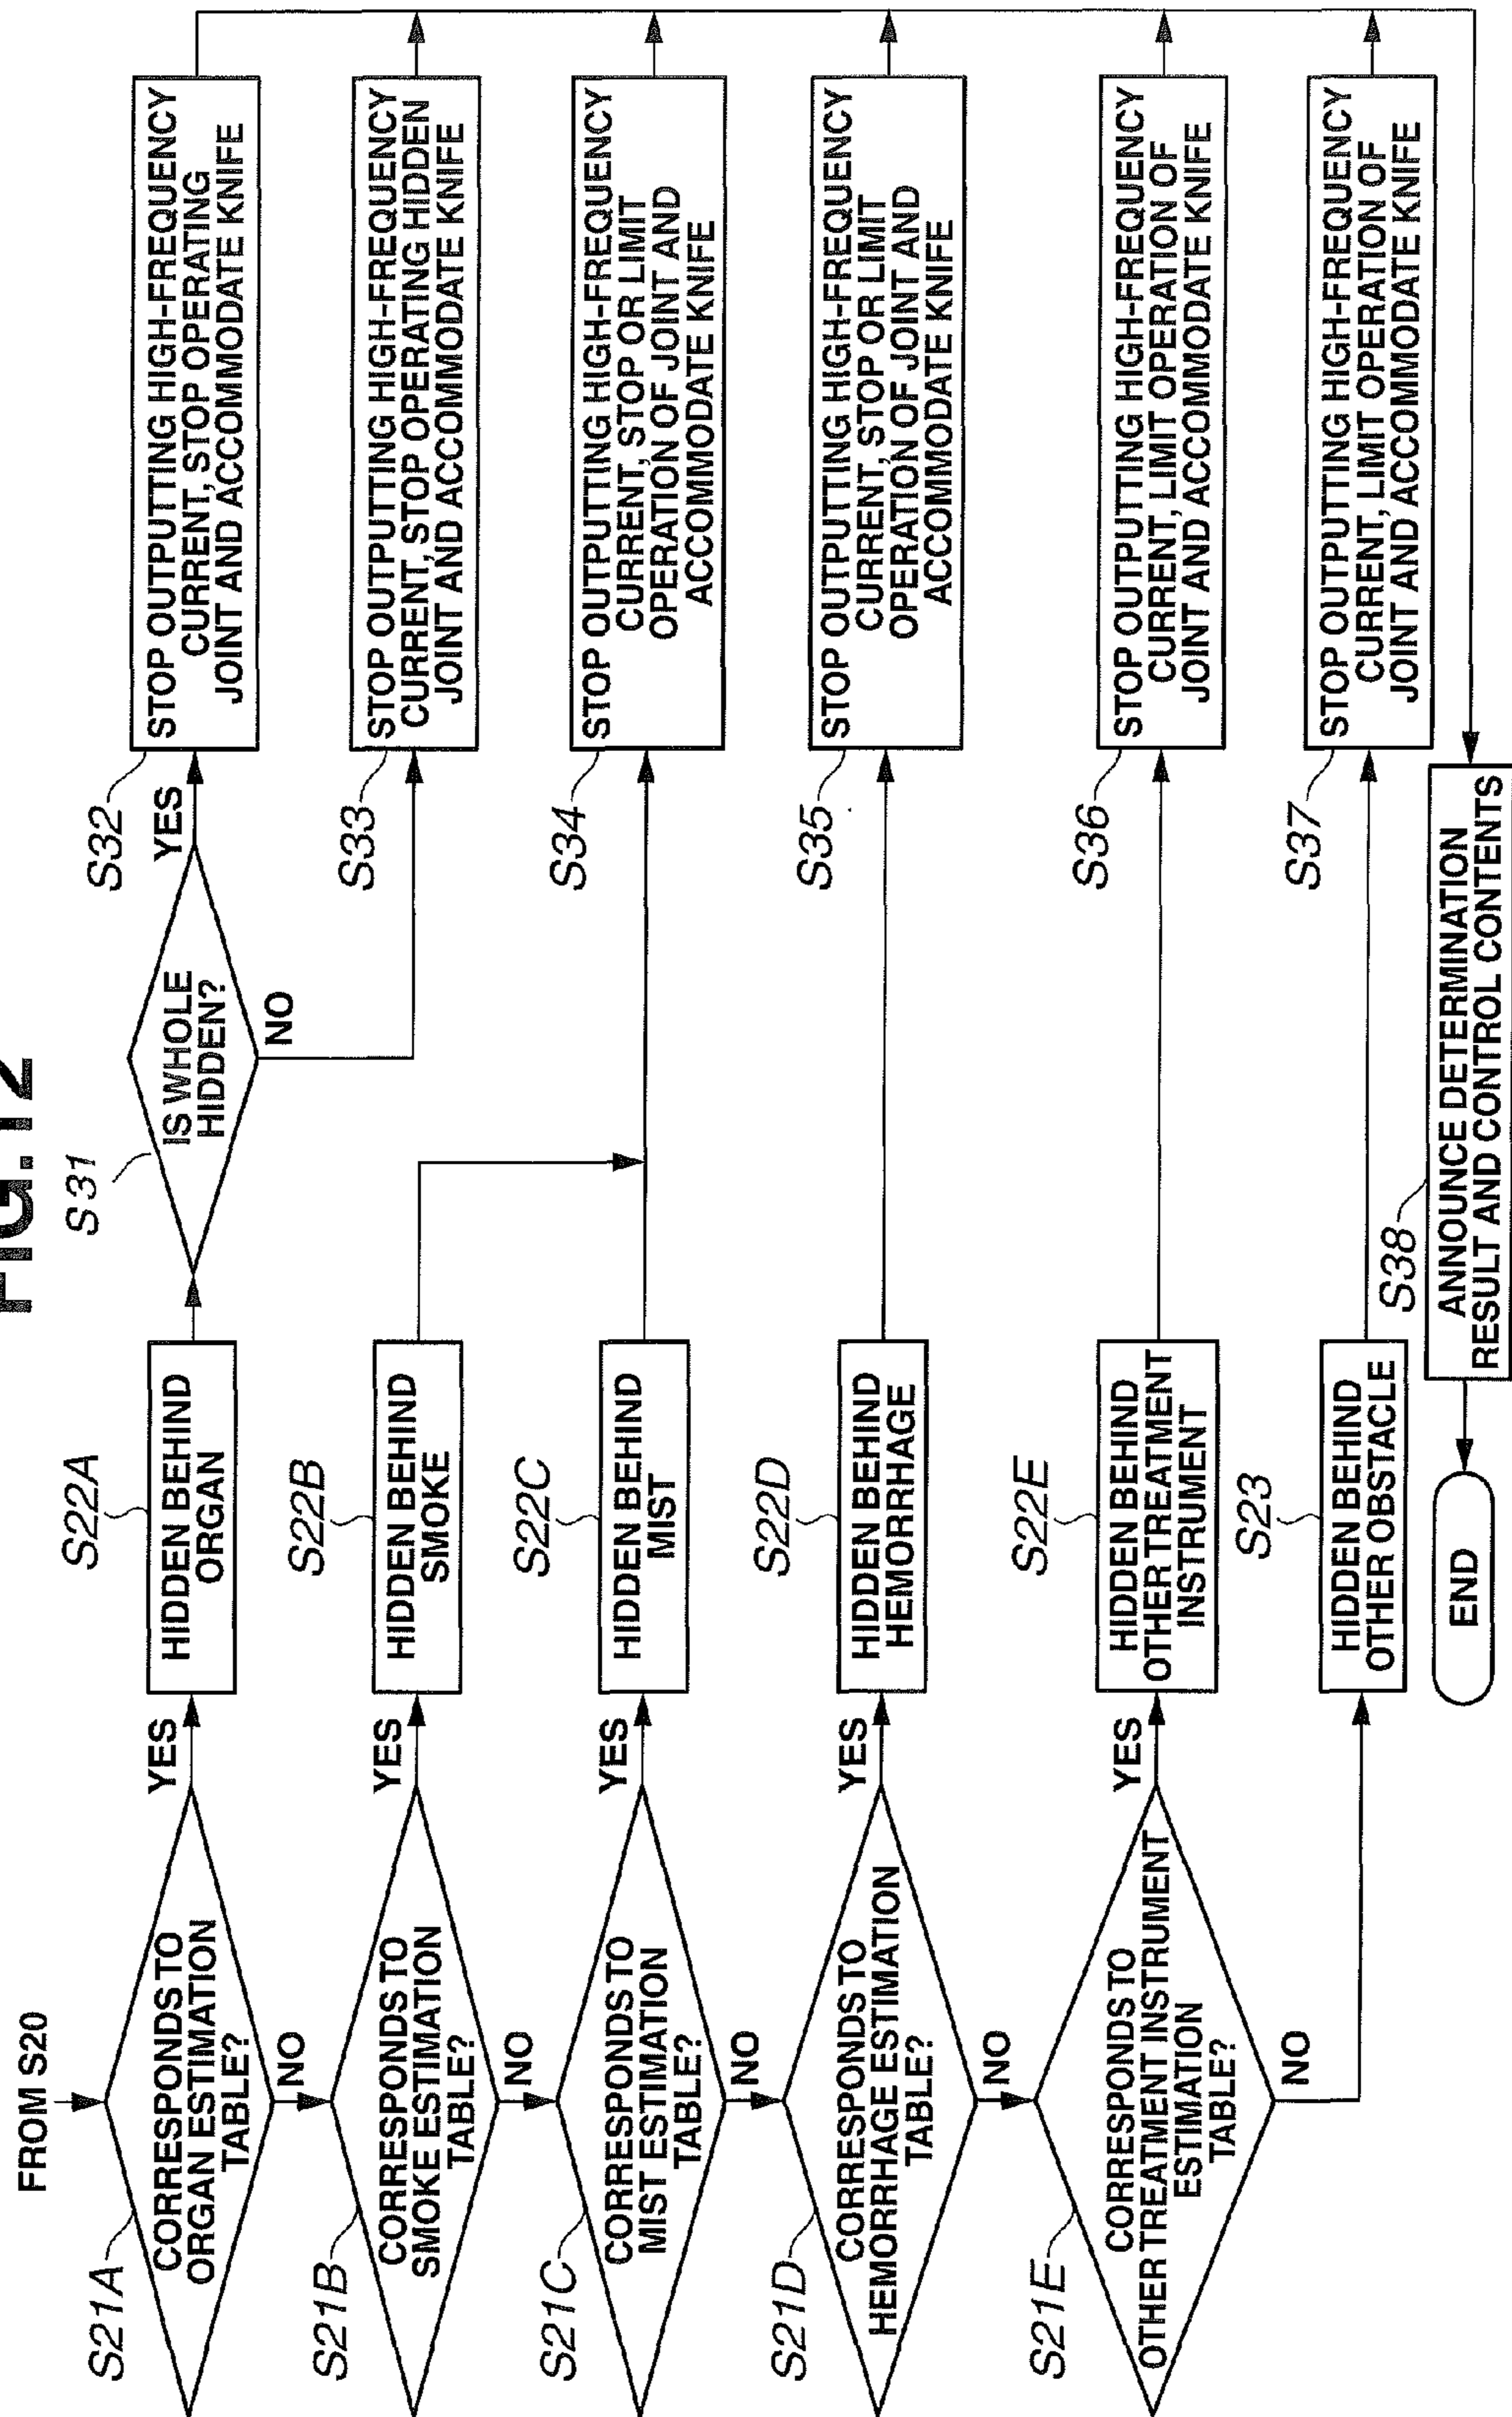 FIG.12
FROM S20
S21A
CORRESPONDS TO
ORGAN ESTIMATION
TABLE?
YES
NO
S22A
HIDDEN BEHIND
ORGAN
S31
IS WHOLE
HIDDEN?
YES
NO
S32
STOP OUTPUTTING HIGH-FREQUENCY
CURRENT, STOP OPERATING
JOINT AND ACCOMMODATE KNIFE
S21B
CORRESPONDS TO
SMOKE ESTIMATION
TABLE?
YES
NO
S22B
HIDDEN BEHIND
SMOKE
S33
STOP OUTPUTTING HIGH-FREQUENCY
CURRENT, STOP OPERATING HIDDEN
JOINT AND ACCOMMODATE KNIFE
S21C
CORRESPONDS TO
MIST ESTIMATION
TABLE?
YES
NO
S22C
HIDDEN BEHIND
MIST
S34
STOP OUTPUTTING HIGH-FREQUENCY
CURRENT, STOP OR LIMIT
OPERATION OF JOINT AND
ACCOMMODATE KNIFE
S21D
CORRESPONDS TO
HEMORRHAGE ESTIMATION
TABLE?
YES
NO
S22D
HIDDEN BEHIND
HEMORRHAGE
S35
STOP OUTPUTTING HIGH-FREQUENCY
CURRENT, STOP OR LIMIT
OPERATION OF JOINT AND
ACCOMMODATE KNIFE
S21E
CORRESPONDS TO
OTHER TREATMENT INSTRUMENT
ESTIMATION
TABLE?
YES
NO
S22E
HIDDEN BEHIND
OTHER TREATMENT
INSTRUMENT
S36
STOP OUTPUTTING HIGH-FREQUENCY
CURRENT, LIMIT OPERATION OF
JOINT AND ACCOMMODATE KNIFE
S23
HIDDEN BEHIND
OTHER OBSTACLE
S37
STOP OUTPUTTING HIGH-FREQUENCY
CURRENT, LIMIT OPERATION OF
JOINT AND ACCOMMODATE KNIFE
S38
ANNOUNCE DETERMINATION
RESULT AND CONTROL CONTENTS
END